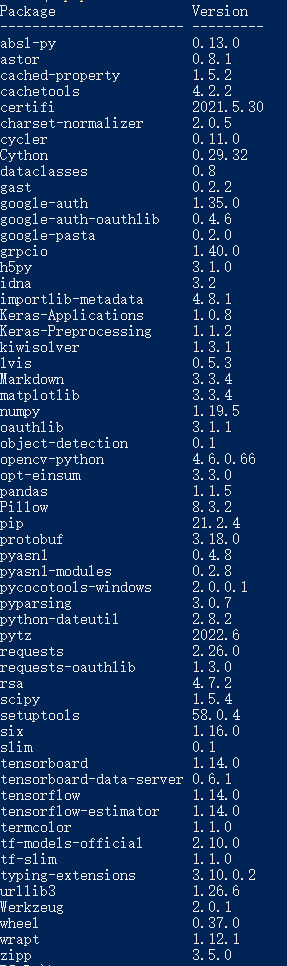 Package Version
----------------------- -----------
absl-py 0.13.0
astor 0.8.1
cached-property 1.5.2
cachetools 4.2.2
certifi 2021.5.30
charset-normalizer 2.0.5
cycler 0.11.0
Cython 0.29.32
dataclasses 0.8
gast 0.2.2
google-auth 1.35.0
google-auth-oauthlib 0.4.6
google-pasta 0.2.0
grpcio 1.40.0
h5py 3.1.0
idna 3.2
importlib-metadata 4.8.1
Keras-Applications 1.0.8
Keras-Preprocessing 1.1.2
kiwisolver 1.3.1
lvis 0.5.3
Markdown 3.3.4
matplotlib 3.3.4
numpy 1.19.5
oauthlib 3.1.1
object-detection 0.1
opencv-python 4.6.0.66
opt-einsum 3.3.0
pandas 1.1.5
Pillow 8.3.2
pip 21.2.4
protobuf 3.18.0
pyasn1 0.4.8
pyasn1-modules 0.2.8
pycocotools-windows 2.0.0.1
pyparsing 3.0.7
python-dateutil 2.8.2
pytz 2022.6
requests 2.26.0
requests-oauthlib 1.3.0
rsa 4.7.2
scipy 1.5.4
setuptools 58.0.4
six 1.16.0
slim 0.1
tensorboard 1.14.0
tensorboard-data-server 0.6.1
tensorflow 1.14.0
tensorflow-estimator 1.14.0
termcolor 1.1.0
tf-models-official 2.10.0
tf-slim 1.1.0
typing-extensions 3.10.0.2
urllib3 1.26.6
Werkzeug 2.0.1
wheel 0.37.0
wrapt 1.12.1
zipp 3.5.0